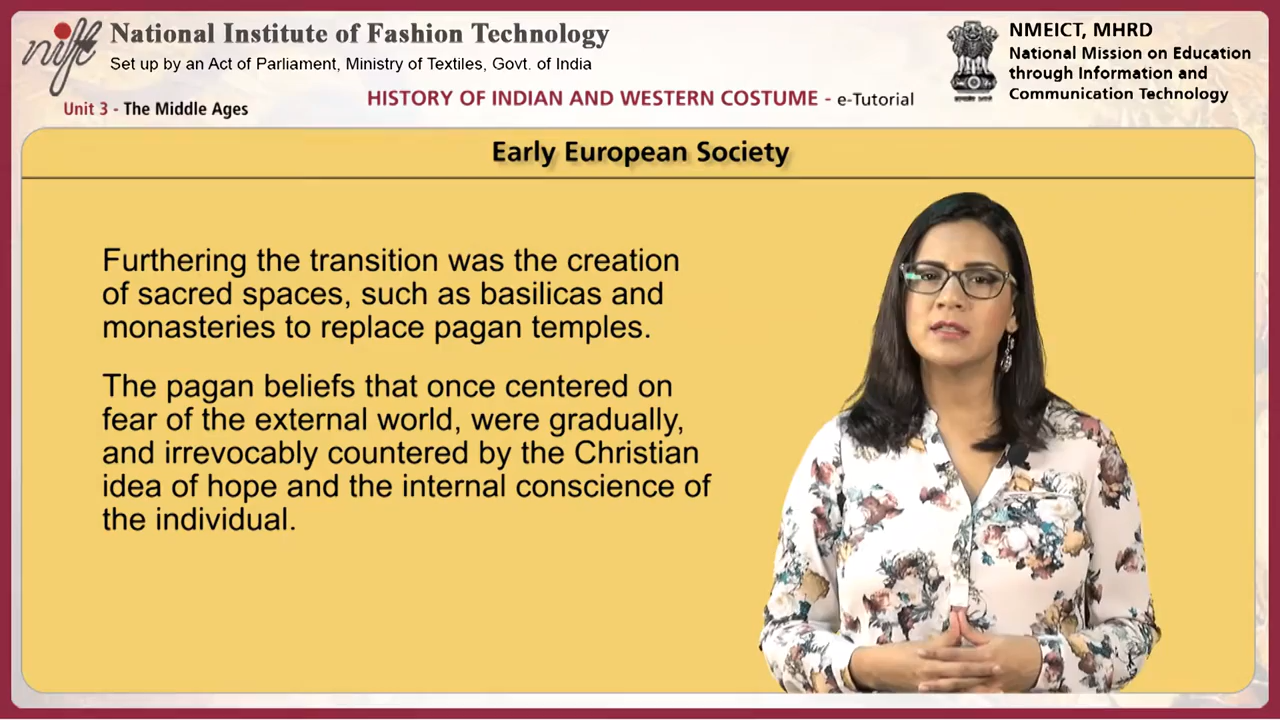 nift
National Institute of Fashion Technology
Set up by an Act of Parliament, Ministry of Textiles, Govt. of India
Unit 3 - The Middle Ages
HISTORY OF INDIAN AND WESTERN COSTUME - e-Tutorial
NMEICT, MHRD
National Mission on Education
through Information and
Communication Technology
Early European Society
Furthering the transition was the creation
of sacred spaces, such as basilicas and
monasteries to replace pagan temples.
The pagan beliefs that once centered on
fear of the external world, were gradually,
and irrevocably countered by the Christian
idea of hope and the internal conscience of
the individual.